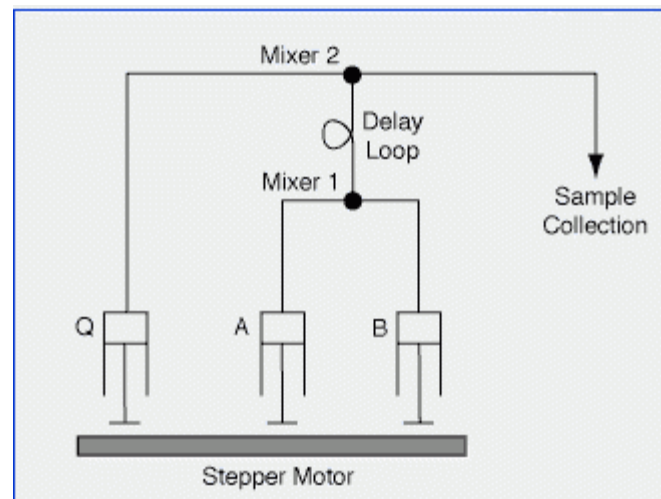 Mixer 2
Delay
Loop
Mixer 1
Sample
Collection
Q
A
B
Stepper Motor